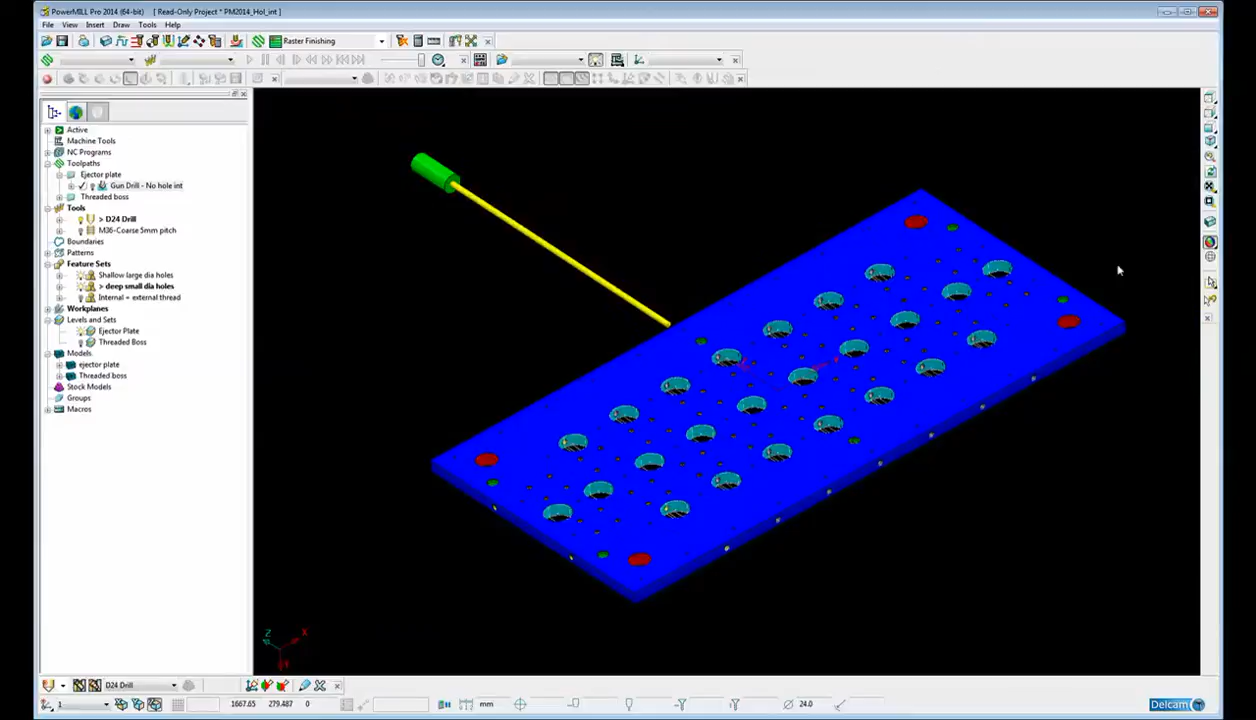 PowerMILL Pro 2014 (64-bit)    [ Read-Only Project * PM2014_Hol_int ]
File View Insert Draw Tools Help
Raster Finishing
Active
Machine Tools
NC Programs
Toolpaths
Ejector plate
Gun Drill - No hole int
Threaded boss
Tools
> D24 Drill
M36-Coarse 5mm pitch
Boundaries
Patterns
Feature Sets
Shallow large dia holes
> deep small dia holes
Internal = external thread
Workplanes
Levels and Sets
Ejector Plate
Threaded Boss
Models
ejector plate
Threaded boss
Stock Models
Groups
Macros
Z X
D24 Drill
1 1667.65 279.487 0 mm 24.0 Delcam